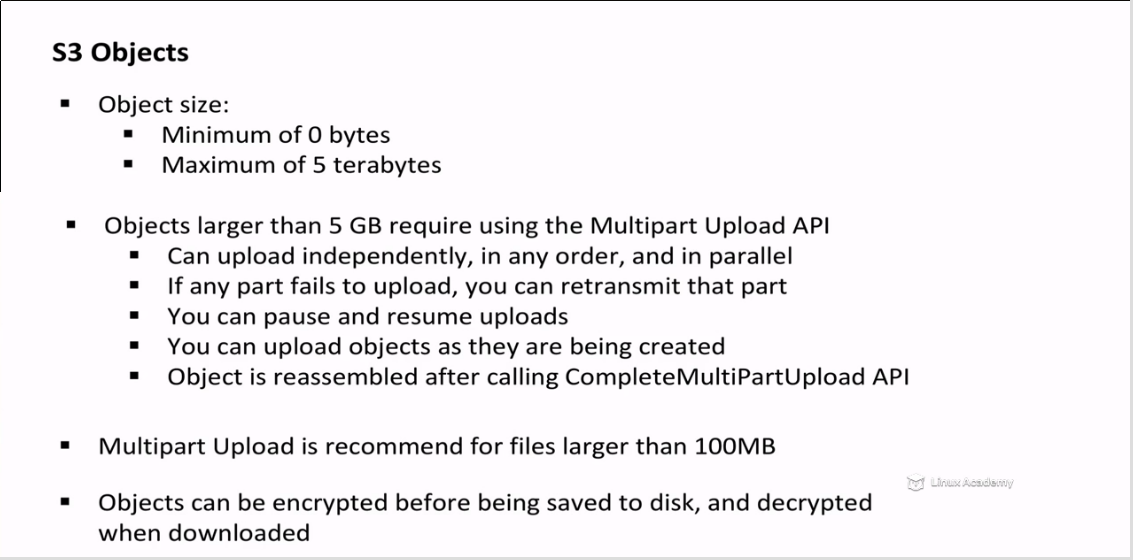 S3 Objects
▪ Object size:
▪ Minimum of 0 bytes
▪ Maximum of 5 terabytes
▪ Objects larger than 5 GB require using the Multipart Upload API
▪ Can upload independently, in any order, and in parallel
▪ If any part fails to upload, you can retransmit that part
▪ You can pause and resume uploads
▪ You can upload objects as they are being created
▪ Object is reassembled after calling CompleteMultiPartUpload API
▪ Multipart Upload is recommend for files larger than 100MB
Linux Academy
▪ Objects can be encrypted before being saved to disk, and decrypted
when downloaded